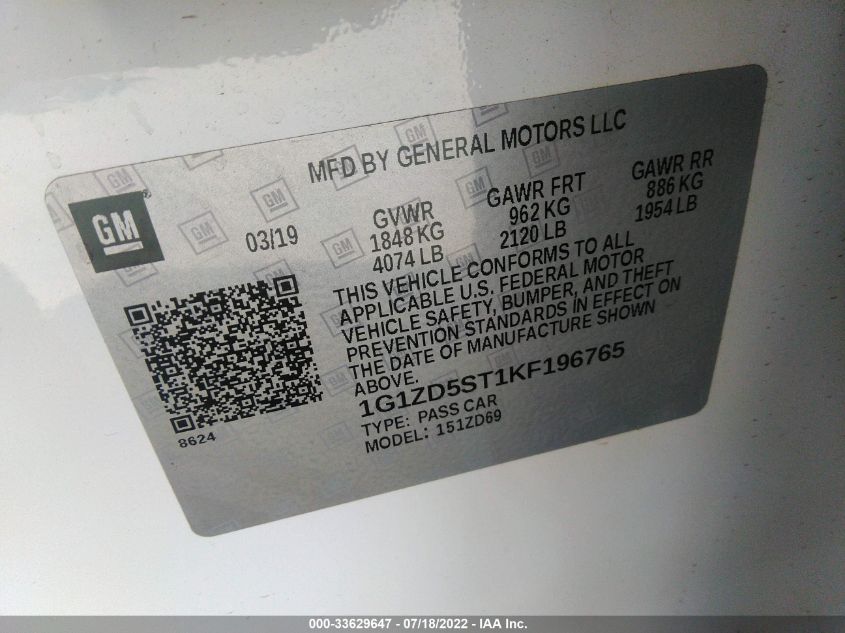 MFD BY GENERAL MOTORS LLC
GM
®
03/19
GVWR
1848 KG
4074 LB
GAWR FRT
962 KG
2120 LB
GAWR RR
886 KG
1954 LB
THIS VEHICLE CONFORMS TO ALL
APPLICABLE U.S. FEDERAL MOTOR
VEHICLE SAFETY, BUMPER, AND THEFT
PREVENTION STANDARDS IN EFFECT ON
THE DATE OF MANUFACTURE SHOWN
ABOVE.
1G1ZD5ST1KF196765
TYPE: PASS CAR
MODEL: 151ZD69
8624
000-33629647 - 07/18/2022 - IAA Inc.